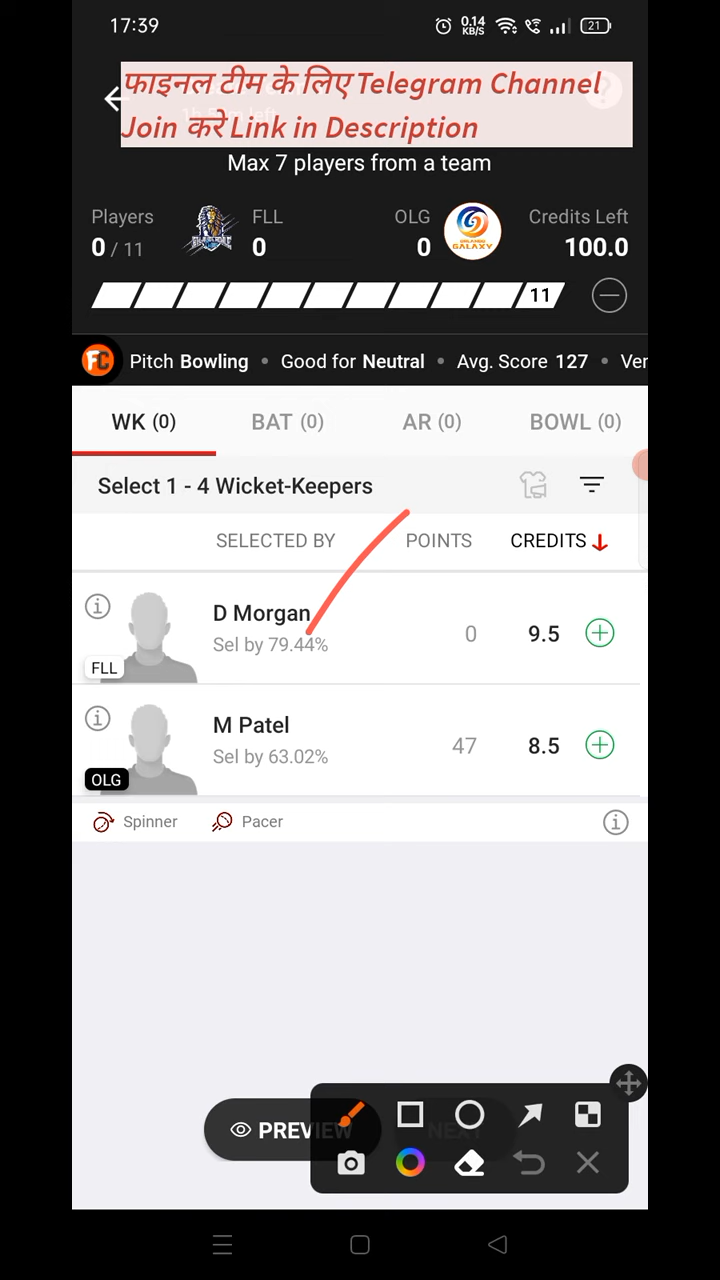 17:39
0.14
KB/S
21
फाइनल टीम के लिए Telegram Channel
Join करे Link in Description
Max 7 players from a team
Players
0 / 11
FLL
0
OLG
0
ORLANDO
GALAXY
Credits Left
100.0
11
FC
Pitch Bowling • Good for Neutral • Avg. Score 127 • Ver
WK (0)
BAT (0)
AR (0)
BOWL (0)
Select 1 - 4 Wicket-Keepers
SELECTED BY
POINTS
CREDITS
D Morgan
Sel by 79.44%
0
9.5
FLL
M Patel
Sel by 63.02%
47
8.5
OLG
Spinner
Pacer
PREVIEW
NEXT